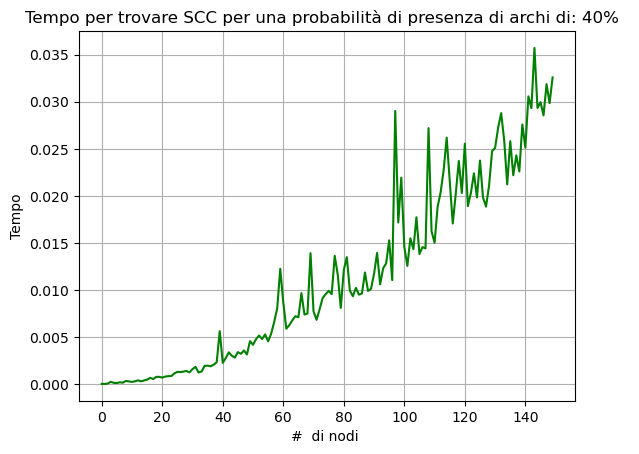 Tempo per trovare SCC per una probabilità di presenza di archi di: 40%
0.035
0.030
0.025
0.020
0.015
0.010
0.005
0.000
Tempo
0 20 40 60 80 100 120 140
#  di nodi